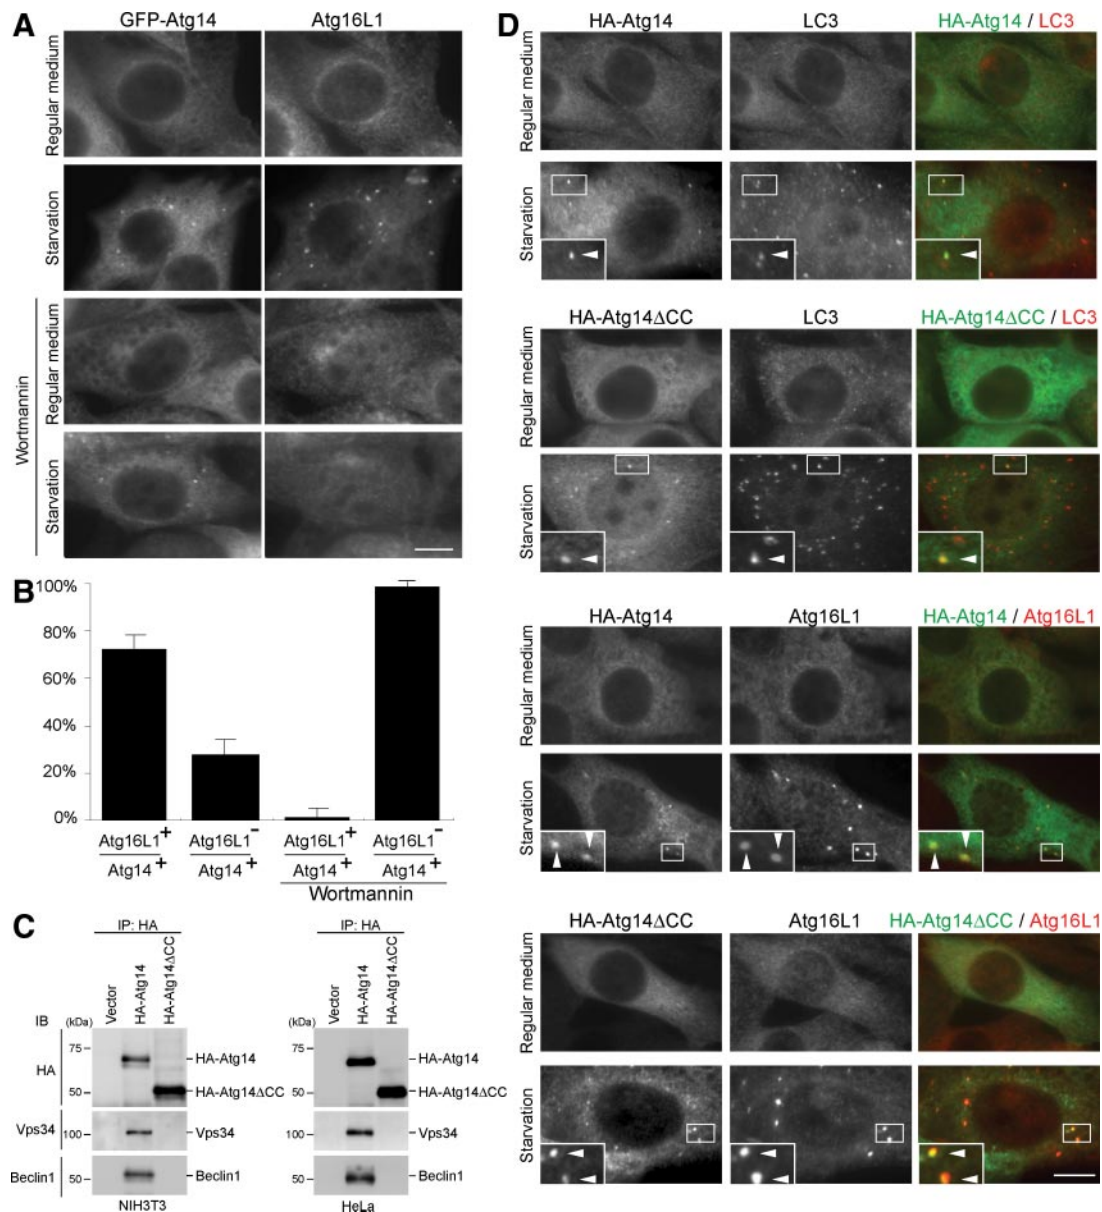 A
GFP-Atg14 Atg16L1
Regular medium
Starvation
Wortmannin
Regular medium
Starvation
B
100%
80%
60%
40%
20%
0%
Atg16L1+ Atg16L1- Atg16L1+ Atg16L1-
Atg14+ Atg14+ Atg14+ Atg14+
Wortmannin
C
IP: HA IP: HA
Vector HA-Atg14 HA-Atg14ΔCC Vector HA-Atg14 HA-Atg14ΔCC
IB (kDa) (kDa)
HA 75 HA-Atg14 75 HA-Atg14
50 HA-Atg14ΔCC 50 HA-Atg14ΔCC
Vps34 100 Vps34 100 Vps34
Beclin1 50 Beclin1 50 Beclin1
NIH3T3 HeLa
D
HA-Atg14 LC3 HA-Atg14 / LC3
Regular medium
Starvation
HA-Atg14ΔCC LC3 HA-Atg14ΔCC / LC3
Regular medium
Starvation
HA-Atg14 Atg16L1 HA-Atg14 / Atg16L1
Regular medium
Starvation
HA-Atg14ΔCC Atg16L1 HA-Atg14ΔCC / Atg16L1
Regular medium
Starvation